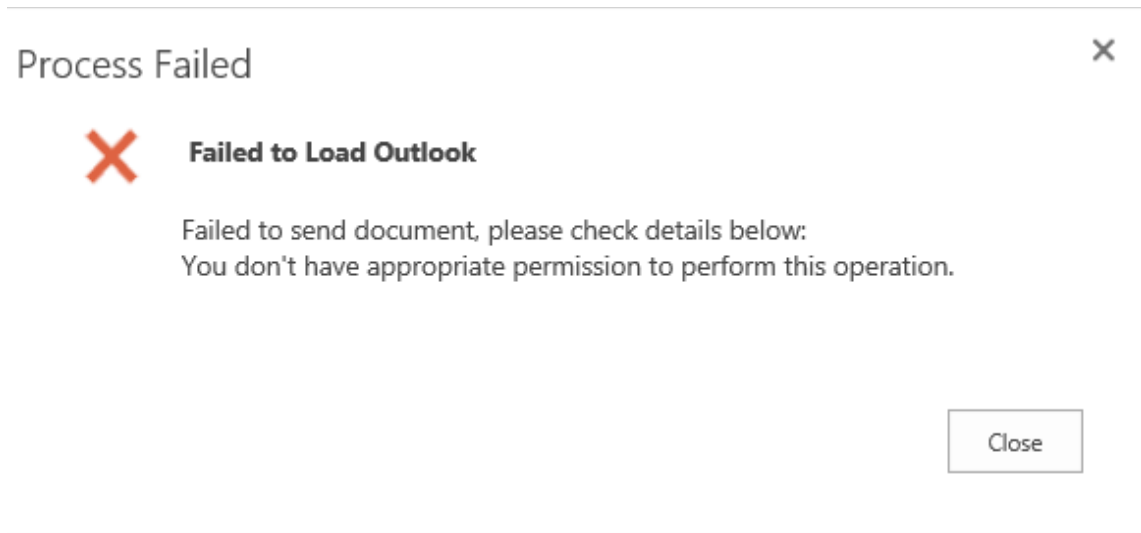 Process Failed
Failed to Load Outlook
Failed to send document, please check details below:
You don't have appropriate permission to perform this operation.
Close